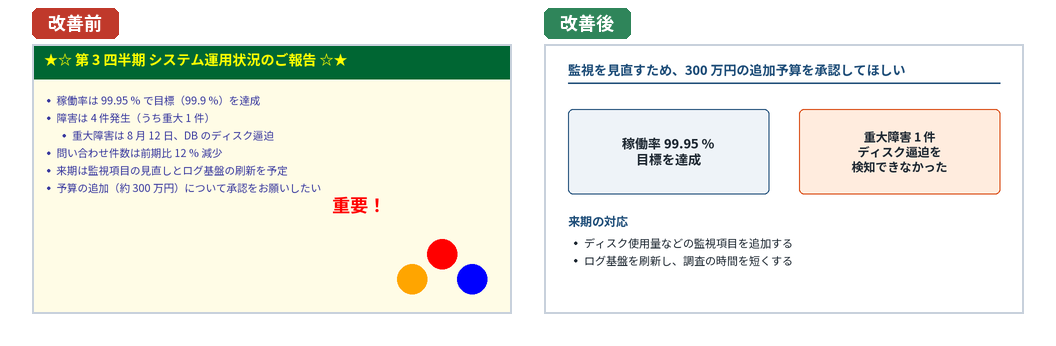 改善前
★☆ 第 3 四半期 システム運用状況のご報告 ☆★
• 稼働率は 99.95 % で目標（99.9 %）を達成
• 障害は 4 件発生（うち重大 1 件）
• 重大障害は 8 月 12 日、DB のディスク逼迫
• 問い合わせ件数は前期比 12 % 減少
• 来期は監視項目の見直しとログ基盤の刷新を予定
• 予算の追加（約 300 万円）について承認をお願いしたい
重要！
改善後
監視を見直すため、300 万円の追加予算を承認してほしい
稼働率 99.95 %
目標を達成
重大障害 1 件
ディスク逼迫を
検知できなかった
来期の対応
• ディスク使用量などの監視項目を追加する
• ログ基盤を刷新し、調査の時間を短くする